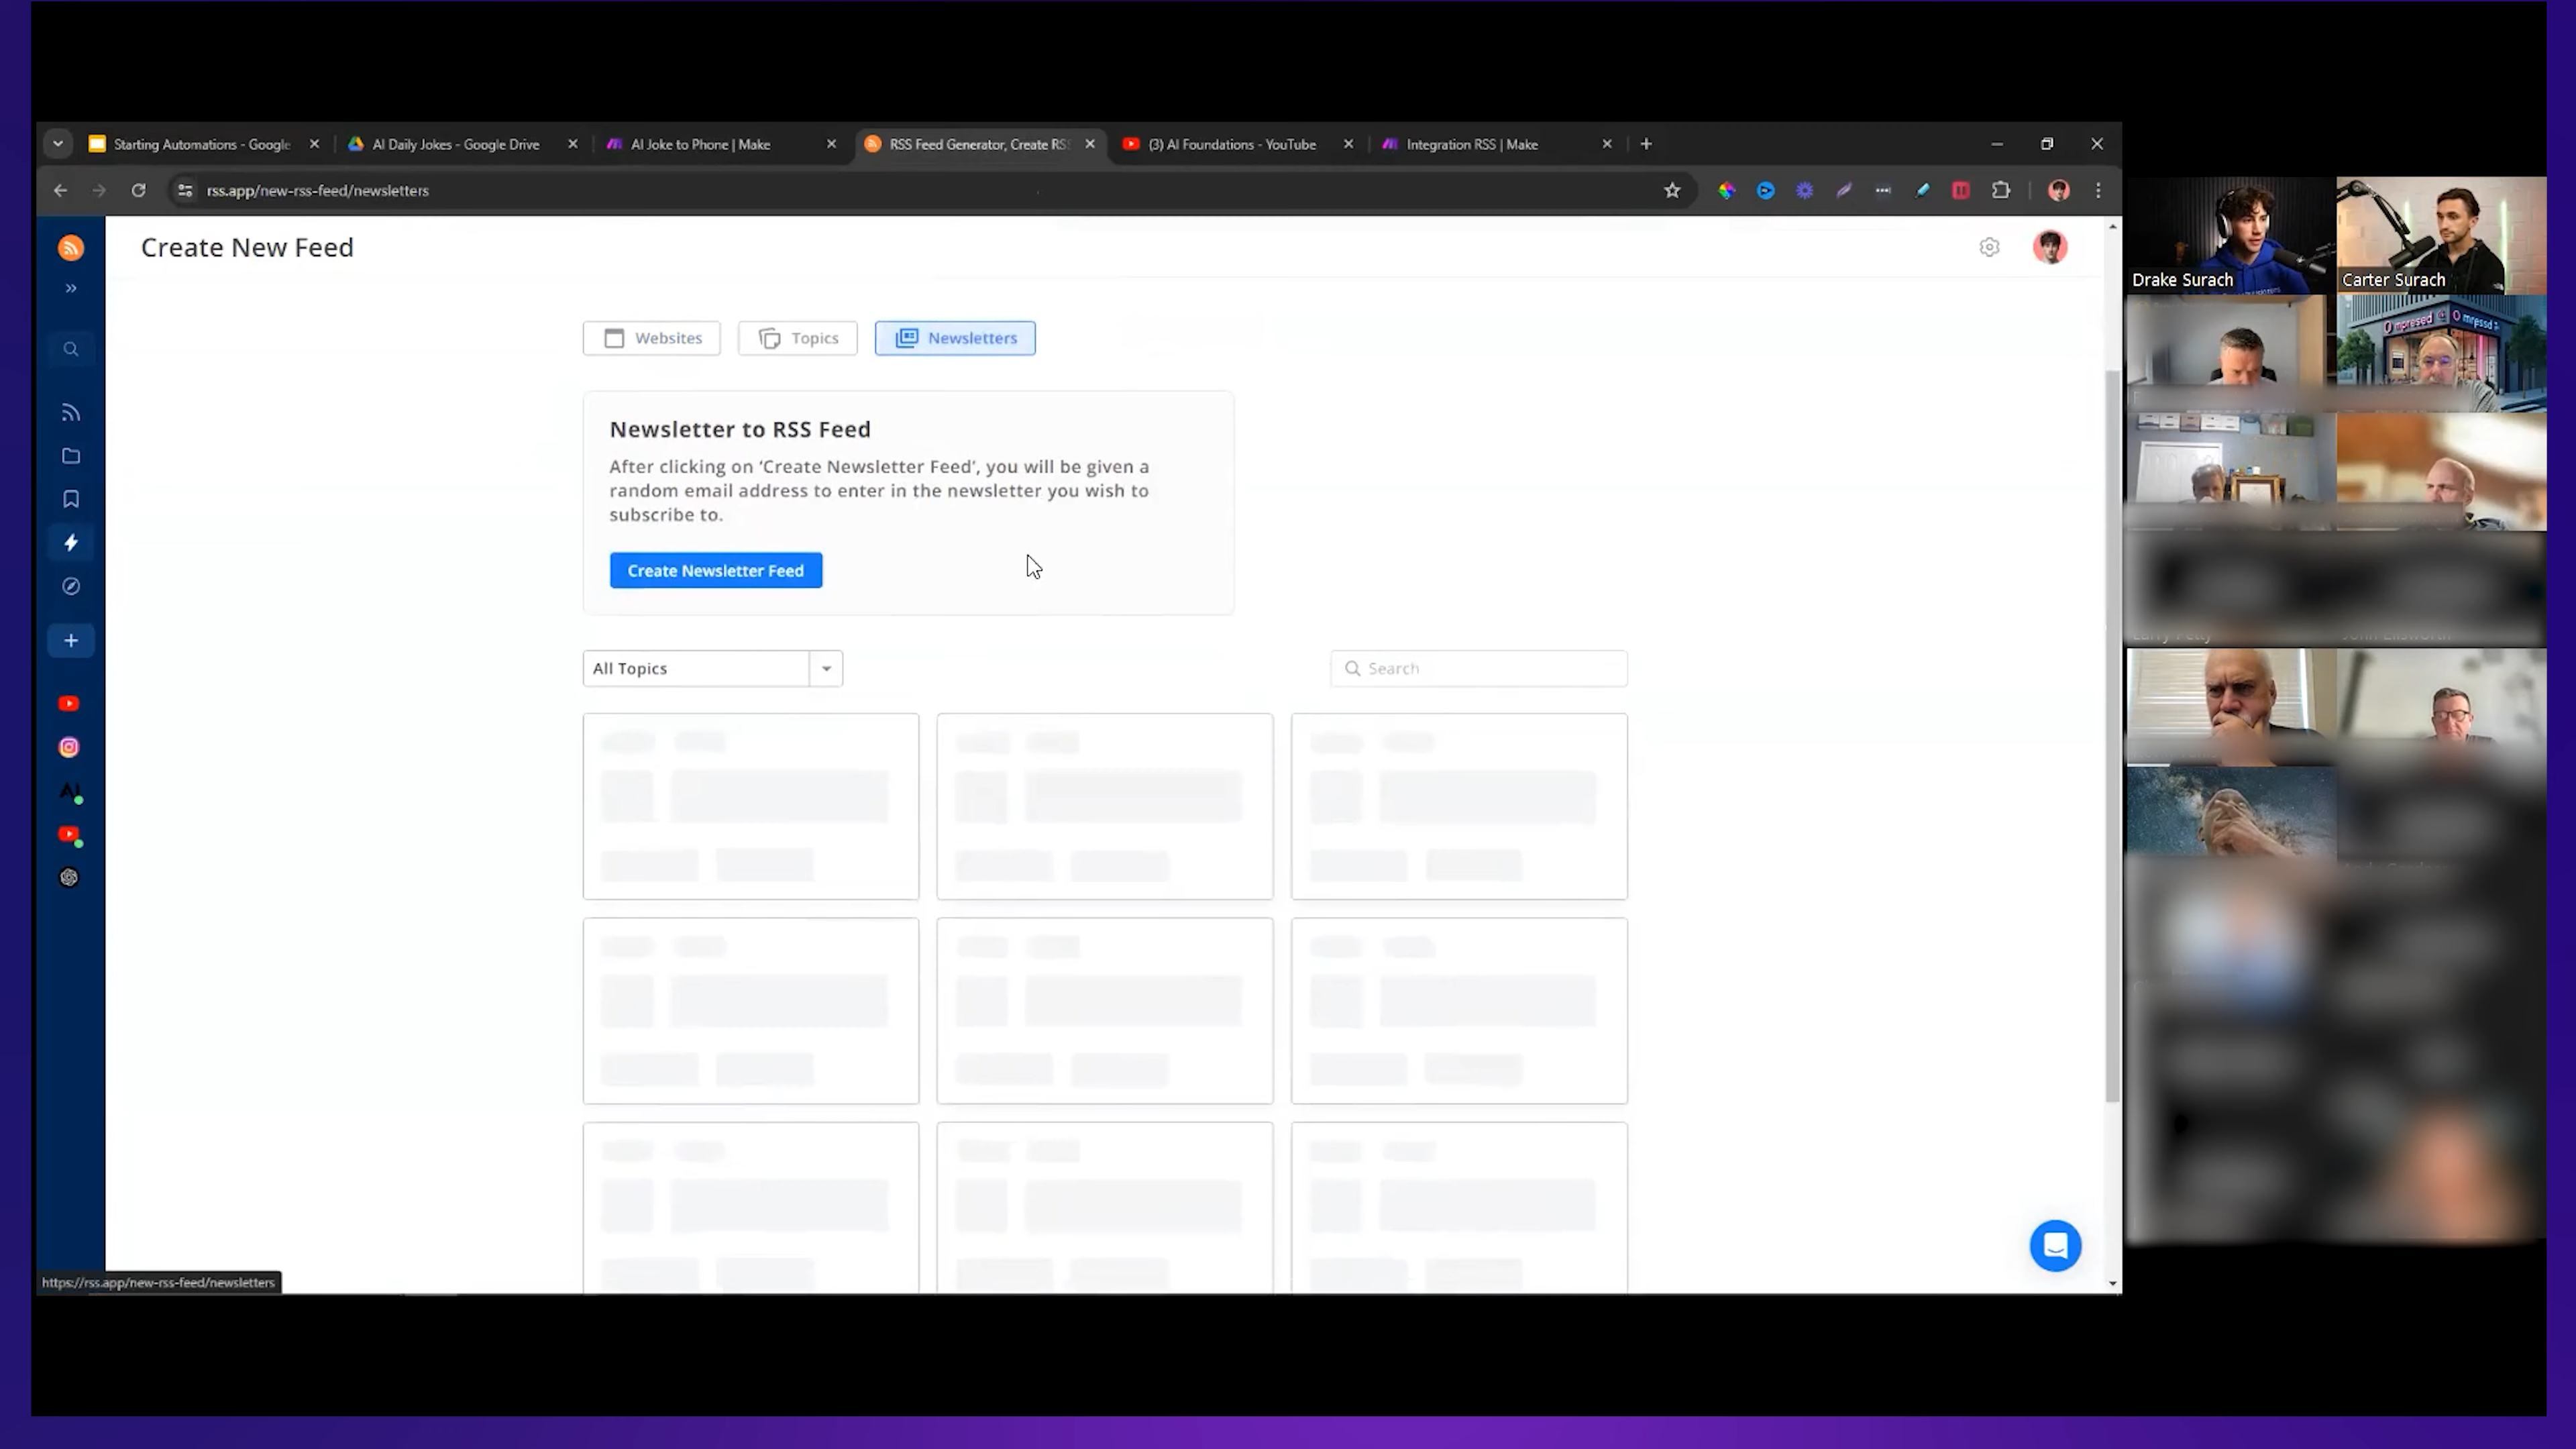 Starting Automations - Google
AI Daily Jokes - Google Drive
AI Joke to Phone | Make
RSS Feed Generator, Create RS
(3) AI Foundations - YouTube
Integration RSS | Make
rss.app/new-rss-feed/newsletters
Create New Feed
Websites
Topics
Newsletters
Newsletter to RSS Feed
After clicking on ‘Create Newsletter Feed’, you will be given a
random email address to enter in the newsletter you wish to
subscribe to.
Create Newsletter Feed
All Topics
Search
https://rss.app/new-rss-feed/newsletters
Drake Surach
Carter Surach